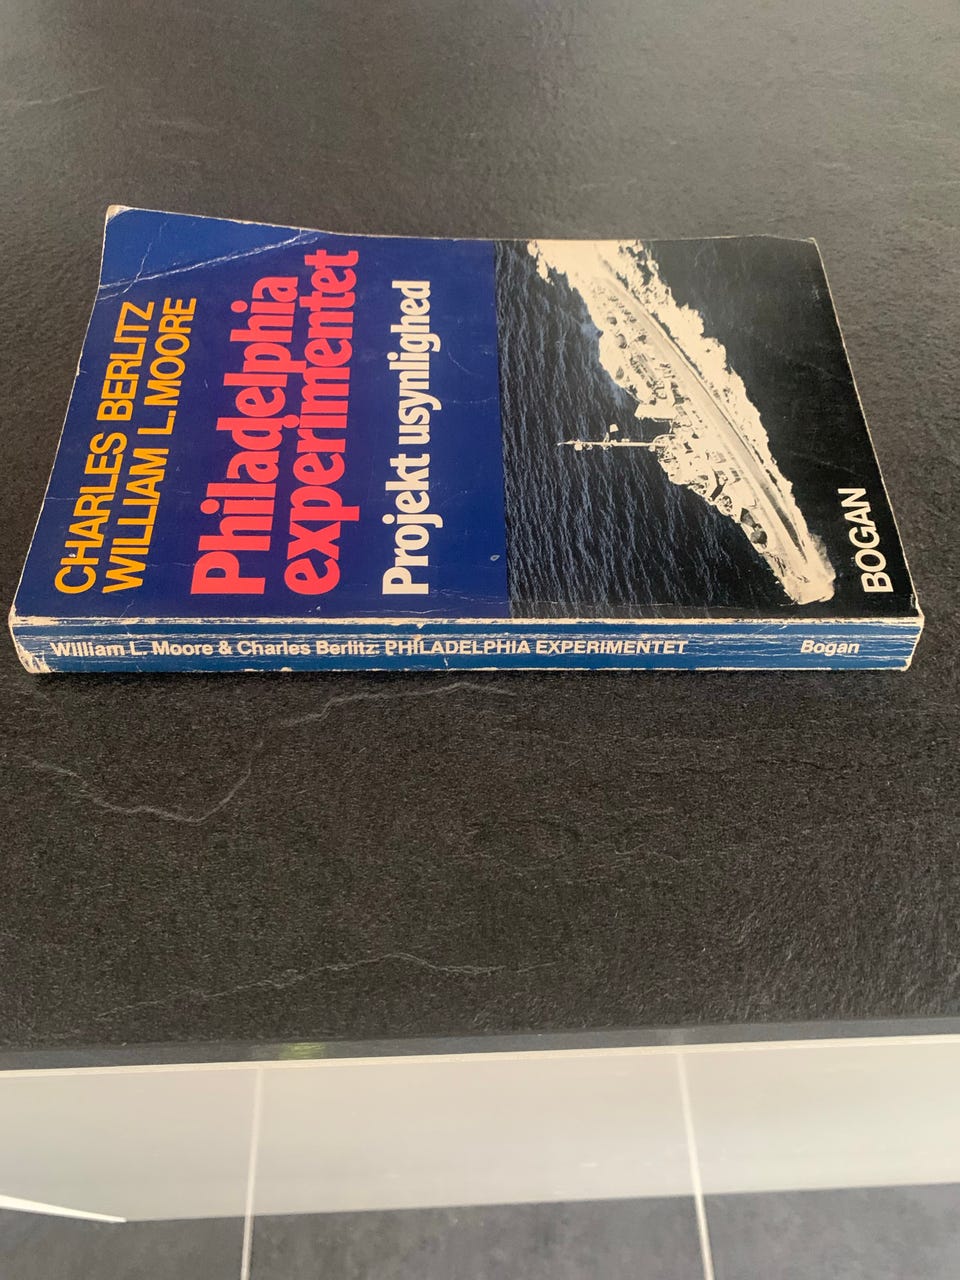 CHARLES BERLITZ
WILLIAM L. MOORE
Philadelphia
experimentet
Projekt usynlighed
BOGAN
William L. Moore & Charles Berlitz: PHILADELPHIA EXPERIMENTET Bogan